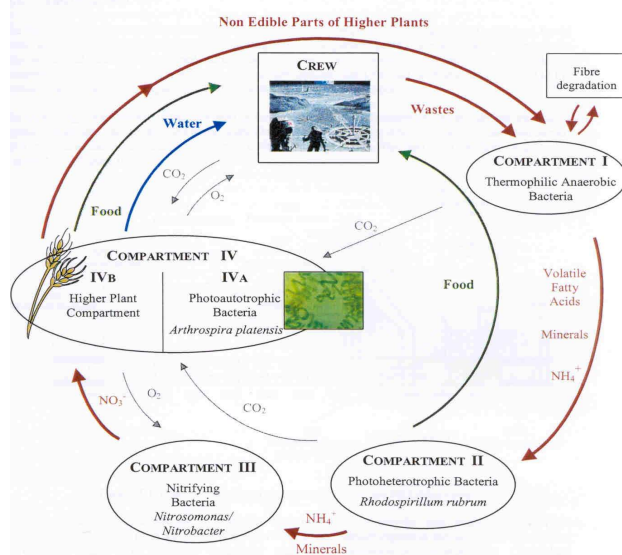 Non Edible Parts of Higher Plants
CREW
Fibre
degradation
Wastes
Water
CO₂
O₂
COMPARTMENT I
Thermophilic Anaerobic
Bacteria
Food
CO₂
COMPARTMENT IV
IVB
Higher Plant
Compartment
IVA
Photoautotrophic
Bacteria
Arthrospira platensis
Food
Volatile
Fatty
Acids
Minerals
NH₄⁺
NO₃⁻
O₂
CO₂
COMPARTMENT III
Nitrifying
Bacteria
Nitrosomonas/
Nitrobacter
COMPARTMENT II
Photoheterotrophic Bacteria
Rhodospirillum rubrum
NH₄⁺
Minerals